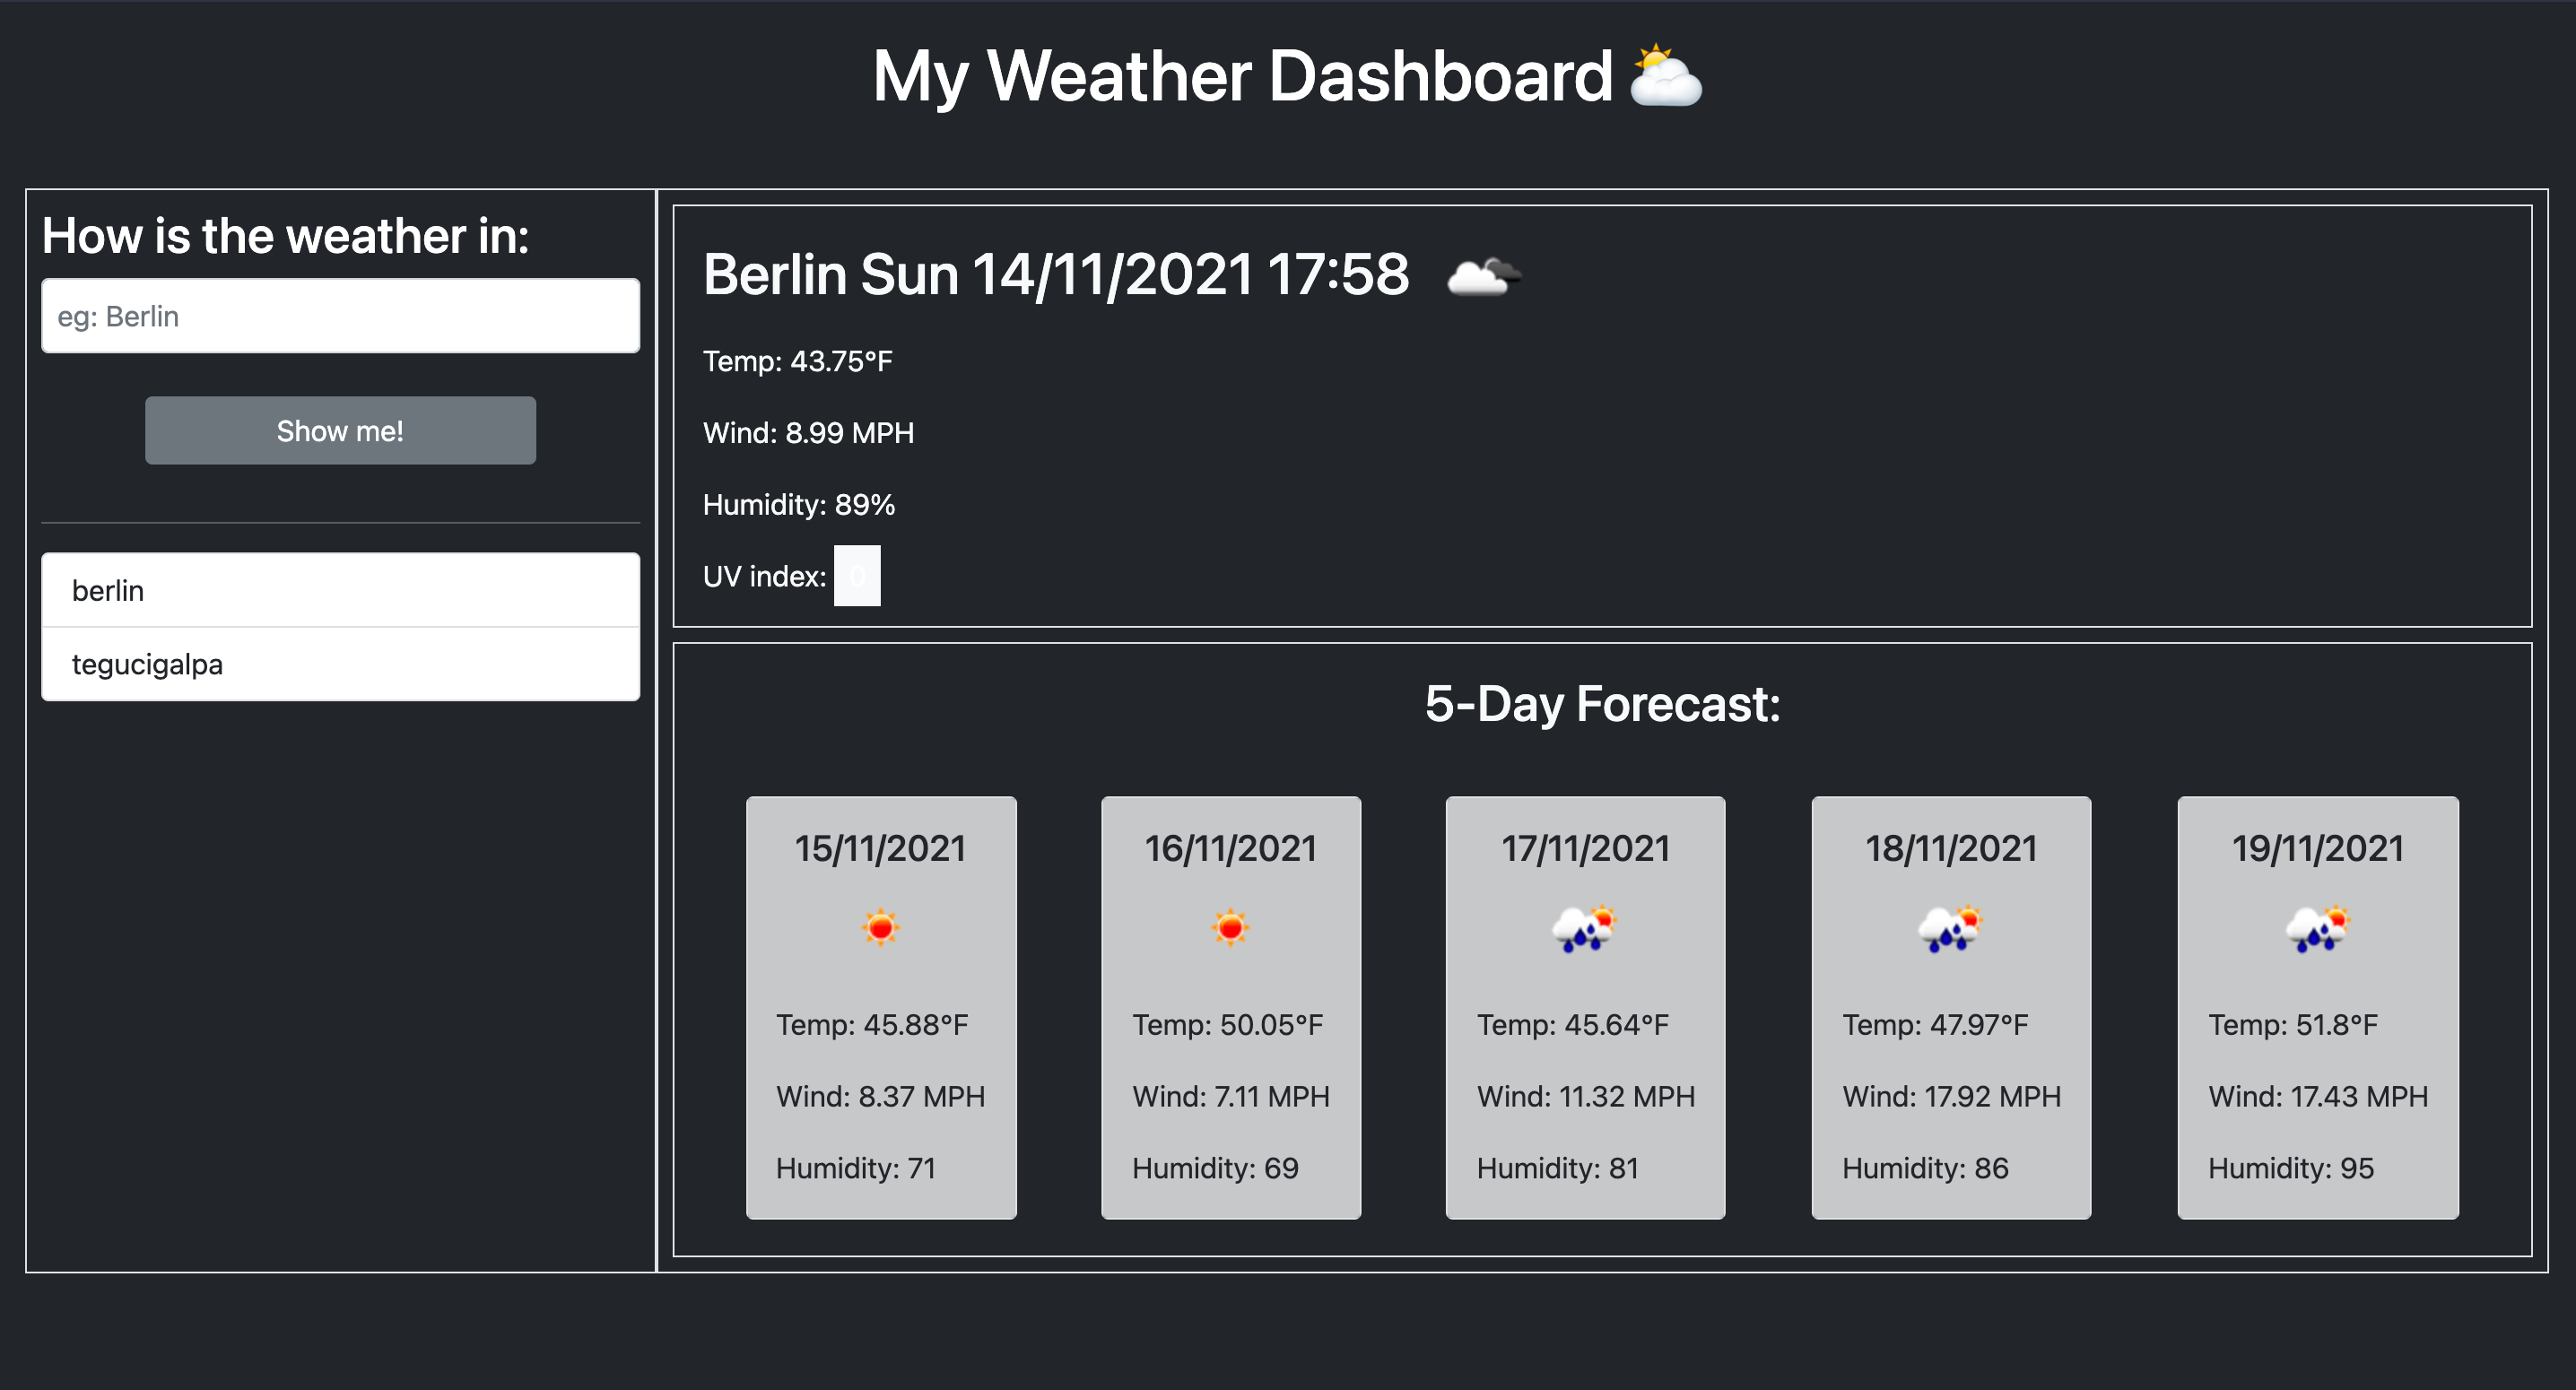 My Weather Dashboard
How is the weather in:
eg: Berlin
Show me!
berlin
tegucigalpa
Berlin Sun 14/11/2021 17:58
Temp: 43.75°F
Wind: 8.99 MPH
Humidity: 89%
UV index: 0
5-Day Forecast:
15/11/2021
Temp: 45.88°F
Wind: 8.37 MPH
Humidity: 71
16/11/2021
Temp: 50.05°F
Wind: 7.11 MPH
Humidity: 69
17/11/2021
Temp: 45.64°F
Wind: 11.32 MPH
Humidity: 81
18/11/2021
Temp: 47.97°F
Wind: 17.92 MPH
Humidity: 86
19/11/2021
Temp: 51.8°F
Wind: 17.43 MPH
Humidity: 95